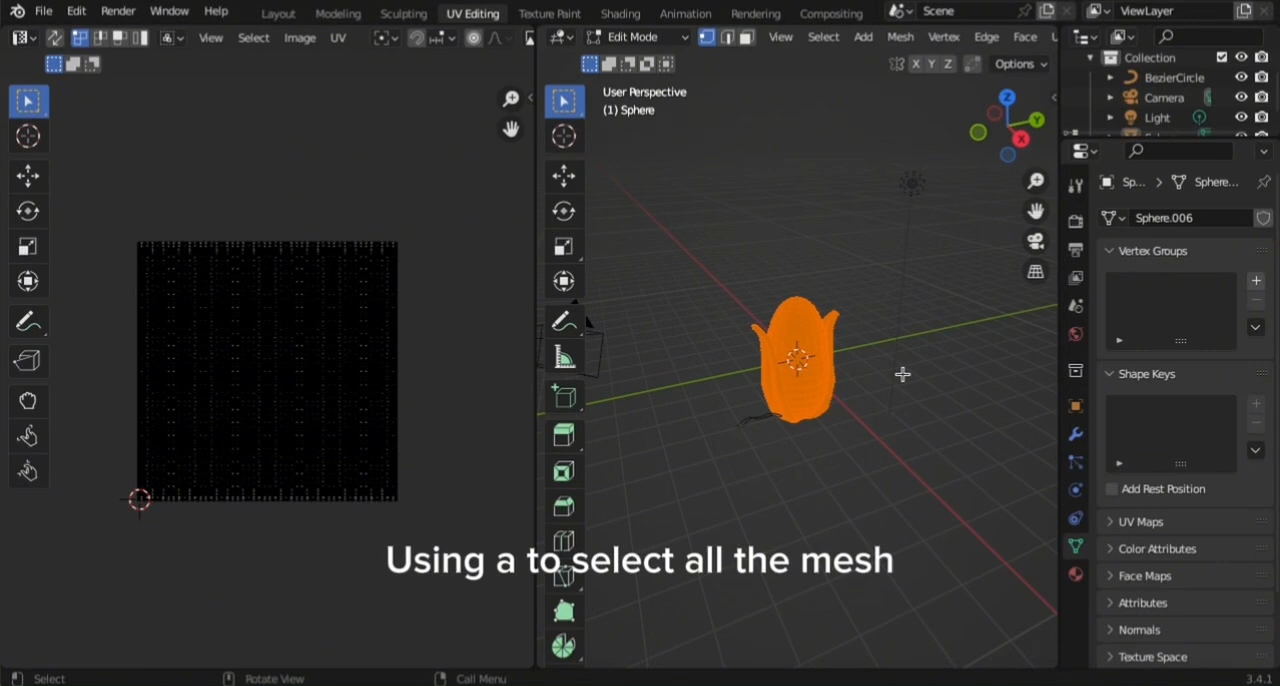 File Edit Render Window Help Layout Modeling Sculpting UV Editing Texture Paint Shading Animation Rendering Compositing Scene ViewLayer
View Select Image UV Edit Mode View Select Add Mesh Vertex Edge Face
X Y Z Options
Collection
User Perspective
(1) Sphere
BezierCircle
Camera
Light
Z
Y
X
Sp... Sphere...
Sphere.006
Vertex Groups
Shape Keys
Add Rest Position
UV Maps
Color Attributes
Using a to select all the mesh
Face Maps
Attributes
Normals
Texture Space
Select Rotate View Call Menu 3.4.1